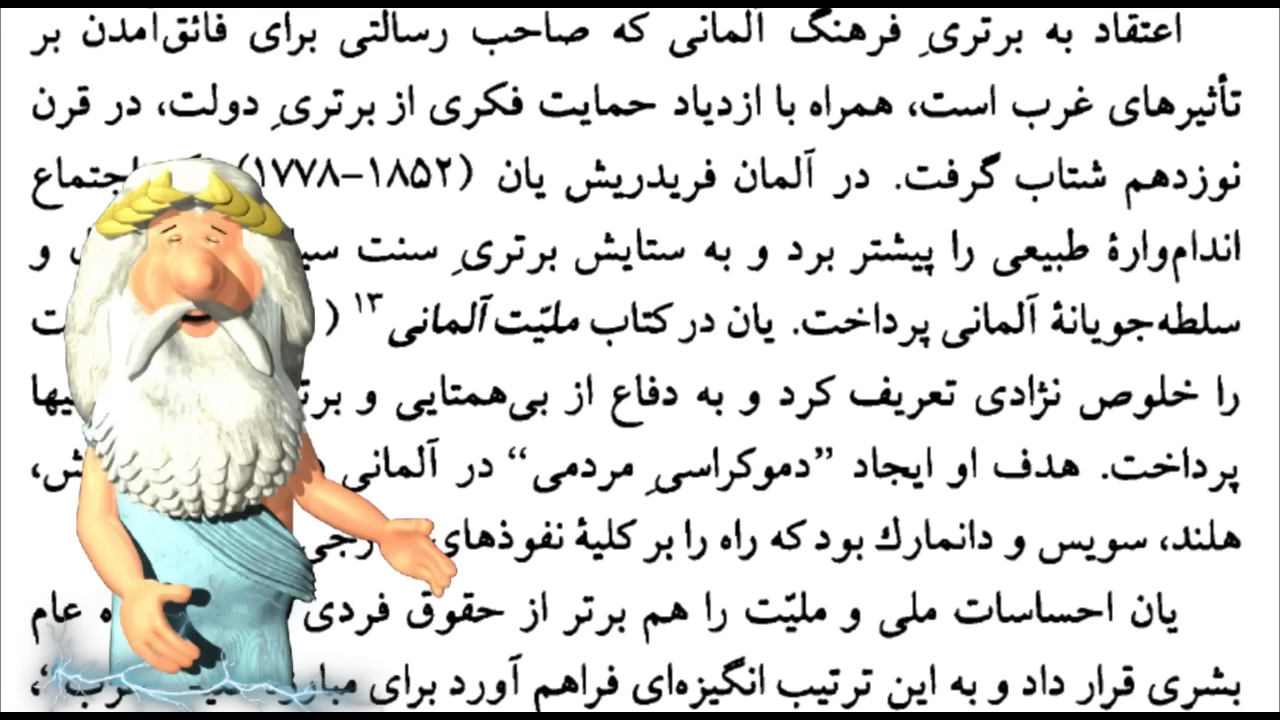 اعتقاد به برتریِ فرهنگ آلمانی که صاحب رسالتی برای فائق‌آمدن بر
تأثیرهای غرب است، همراه با ازدیاد حمایت فکری از برتریِ دولت، در قرن
نوزدهم شتاب گرفت. در آلمان فریدریش یان (۱۷۷۸–۱۸۵۲) اجتماع
اندام‌وارهٔ طبیعی را پیشتر برد و به ستایش برتریِ سنت و
سلطه‌جویانهٔ آلمانی پرداخت. یان در کتاب ملیّت آلمانی۱۳ (
را خلوص نژادی تعریف کرد و به دفاع از بی‌همتایی و
پرداخت. هدف او ایجاد ”دموکراسیِ مردمی“ در آلمانی
هلند، سویس و دانمارك بود که راه را بر کلیهٔ نفوذهای
یان احساسات ملی و ملیّت را هم برتر از حقوق فردی عام
بشری قرار داد و به این ترتیب انگیزه‌ای فراهم آورد برای